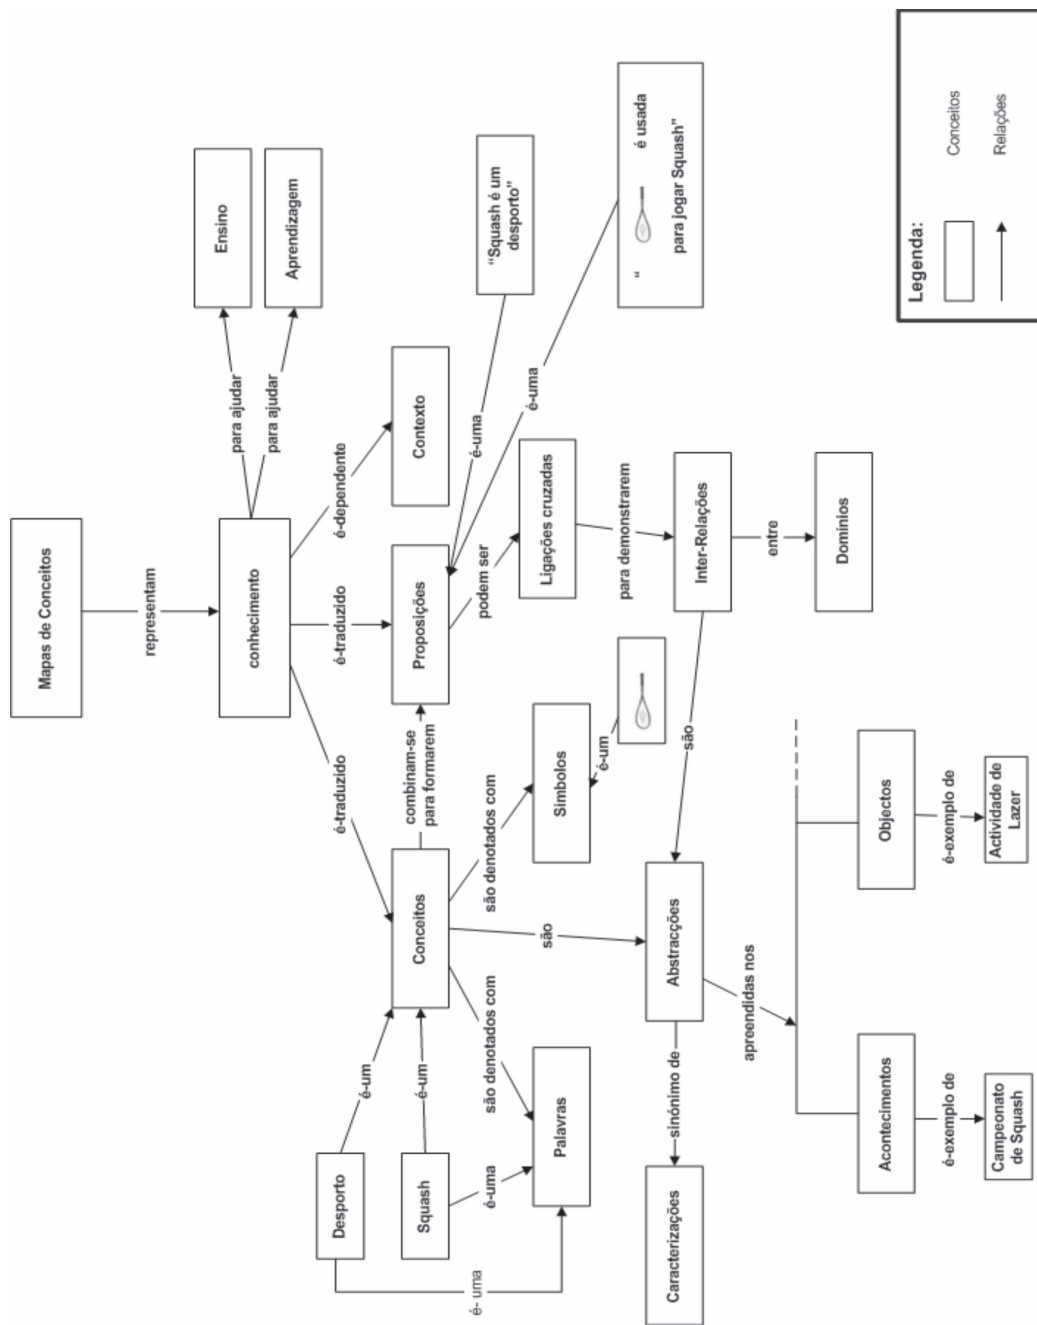 Mapas de Conceitos
representam
conhecimento
para ajudar
para ajudar
Ensino
Aprendizagem
é-traduzido
é-traduzido
é-dependente
Desporto
é-um
Squash
é-um
Conceitos
combinam-se
para formarem
Proposições
Contexto
é-uma
“Squash é um
desporto”
é- uma
é-uma
são denotados com
são denotados com
podem ser
é-uma
“ é usada
para jogar Squash”
Palavras
são
Símbolos
é-um
Ligações cruzadas
para demonstrarem
Caracterizações
sinónimo de
Abstracções
são
Inter-Relações
entre
apreendidas nos
Domínios
Acontecimentos
Objectos
é-exemplo de
é-exemplo de
Campeonato
de Squash
Actividade de
Lazer
Legenda:
Conceitos
Relações